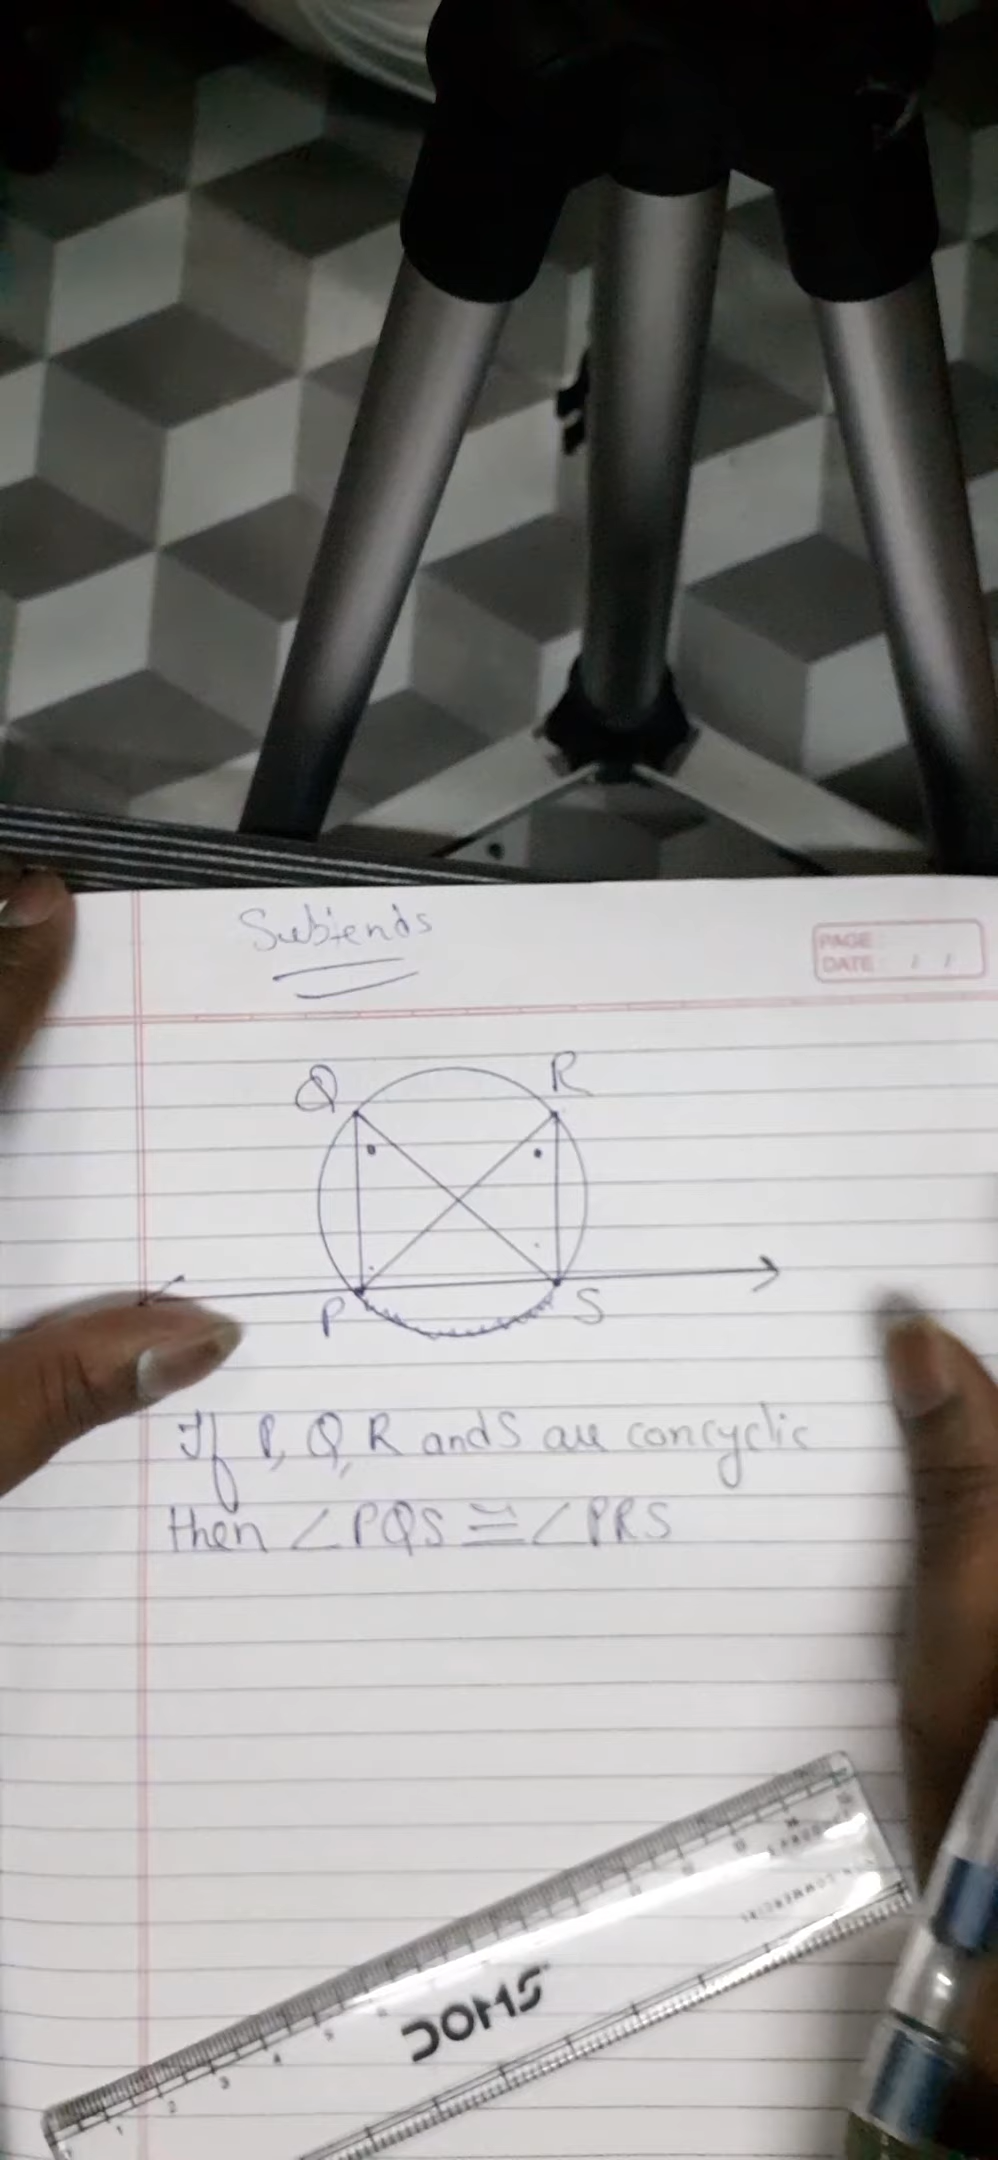 Subtends
PAGE :
DATE : / /
Q
R
P
S
If P, Q, R and S are concyclic
then ∠PQS ≅ ∠PRS
DOMS